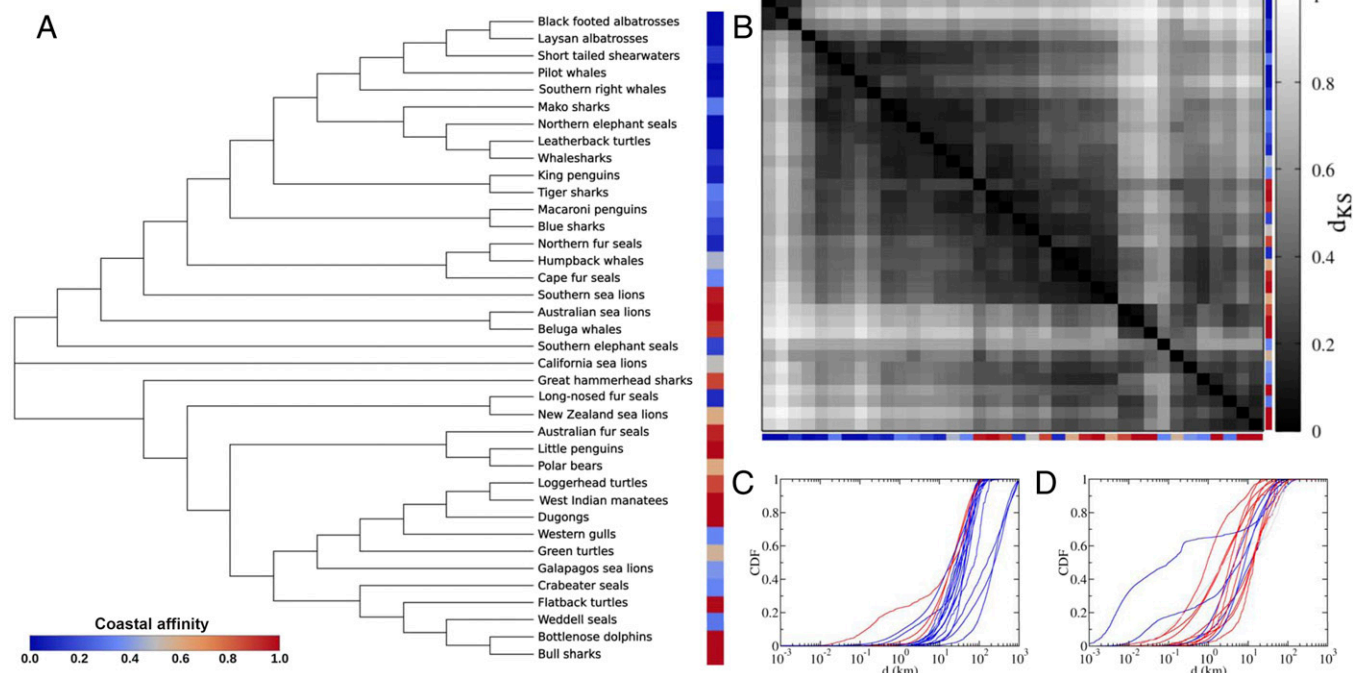 A
Black footed albatrosses
Laysan albatrosses
Short tailed shearwaters
Pilot whales
Southern right whales
Mako sharks
Northern elephant seals
Leatherback turtles
Whalesharks
King penguins
Tiger sharks
Macaroni penguins
Blue sharks
Northern fur seals
Humpback whales
Cape fur seals
Southern sea lions
Australian sea lions
Beluga whales
Southern elephant seals
California sea lions
Great hammerhead sharks
Long-nosed fur seals
New Zealand sea lions
Australian fur seals
Little penguins
Polar bears
Loggerhead turtles
West Indian manatees
Dugongs
Western gulls
Green turtles
Galapagos sea lions
Crabeater seals
Flatback turtles
Weddell seals
Bottlenose dolphins
Bull sharks
Coastal affinity
0.0 0.2 0.4 0.6 0.8 1.0
B
0.8
0.6
0.4
0.2
0
dKS
C
1
0.8
0.6
0.4
0.2
0
CDF
10-3 10-2 10-1 100 101 102 103
d (km)
D
1
0.8
0.6
0.4
0.2
0
CDF
10-3 10-2 10-1 100 101 102 103
d (km)